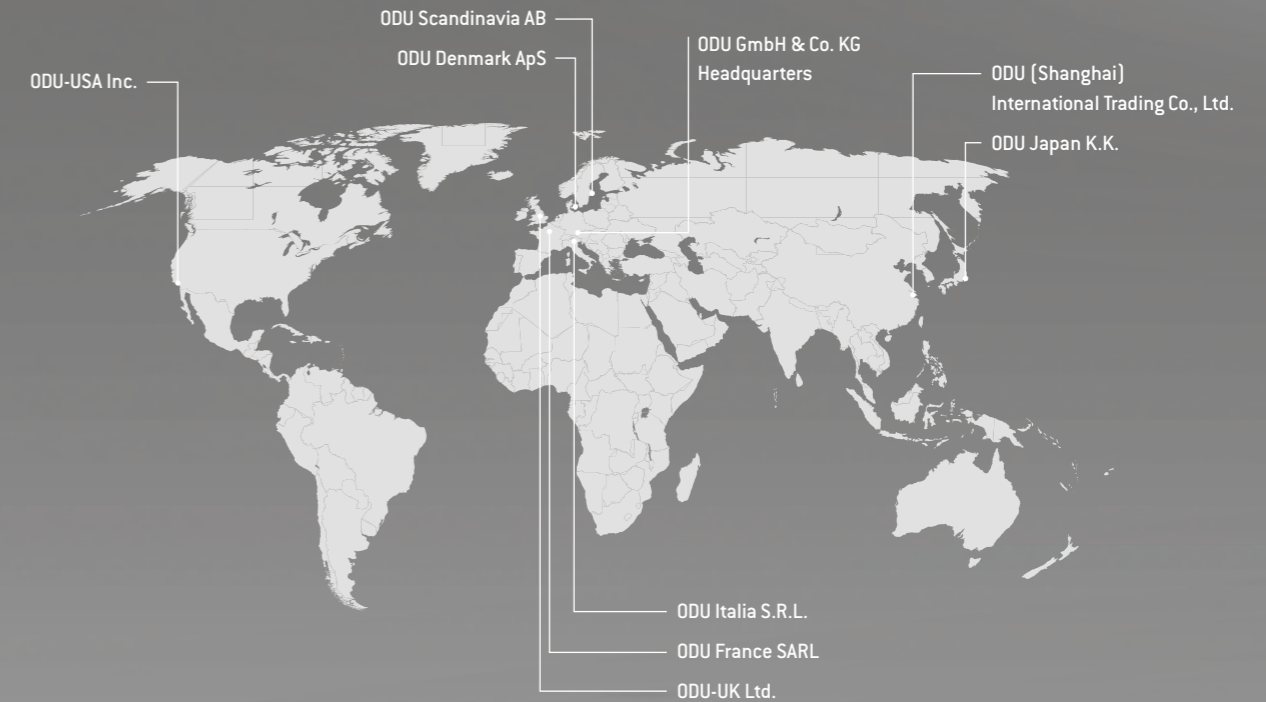 ODU Scandinavia AB
ODU Denmark ApS
ODU-USA Inc.
ODU GmbH & Co. KG
Headquarters
ODU (Shanghai)
International Trading Co., Ltd.
ODU Japan K.K.
ODU Italia S.R.L.
ODU France SARL
ODU-UK Ltd.